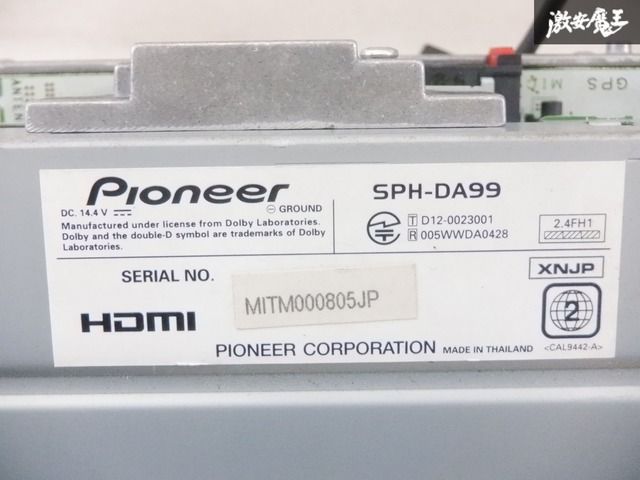 激安魔王
ANTEN
GPS
MIC
Pioneer
SPH-DA99
DC. 14.4 V
GROUND
Manufactured under license from Dolby Laboratories.
Dolby and the double-D symbol are trademarks of Dolby
Laboratories.
T D12-0023001
R 005WWDA0428
2.4FH1
SERIAL NO.
MITM000805JP
XNJP
HDMI
2
PIONEER CORPORATION MADE IN THAILAND
<CAL9442-A>